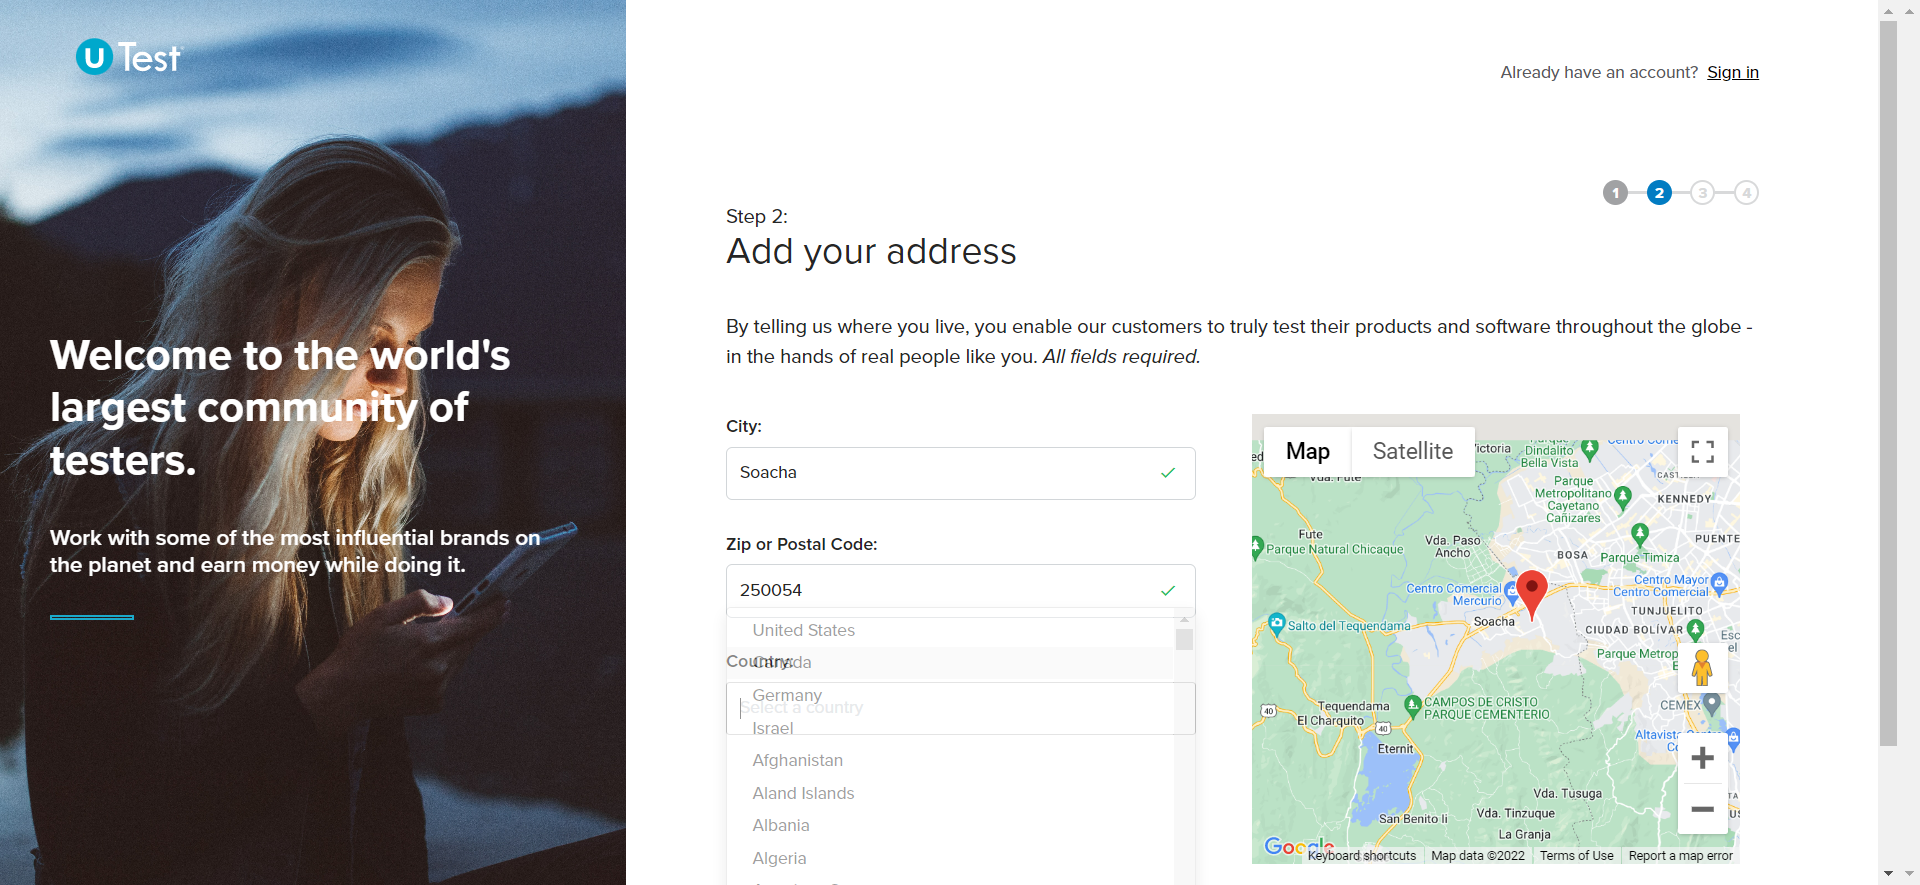 U Test
Already have an account? Sign in
1 2 3 4
Step 2:
Add your address
By telling us where you live, you enable our customers to truly test their products and software throughout the globe -
in the hands of real people like you. All fields required.
Welcome to the world's
largest community of
testers.
Work with some of the most influential brands on
the planet and earn money while doing it.
City:
Soacha
Zip or Postal Code:
250054
Country:
Select a country
United States
Canada
Germany
Israel
Afghanistan
Aland Islands
Albania
Algeria
Map
Satellite
Vda. Fute
Parque
Dindalito
Bella Vista
Parque
Metropolitano
Cayetano
Cañizares
KENNEDY
Fute
Parque Natural Chicaque
Vda. Paso
Ancho
BOSA
PUENTE
Parque Timiza
Centro Comercial
Mercurio
Centro Mayor
Centro Comercial
TUNJUELITO
Salto del Tequendama
Soacha
CIUDAD BOLÍVAR
Parque Metrop
Tequendama
El Charquito
40
40
CAMPOS DE CRISTO
PARQUE CEMENTERIO
CEMEX
Altavista
Eternit
Vda. Tusuga
Vda. Tinzuque
San Benito Ii
La Granja
Google
Keyboard shortcuts
Map data ©2022
Terms of Use
Report a map error